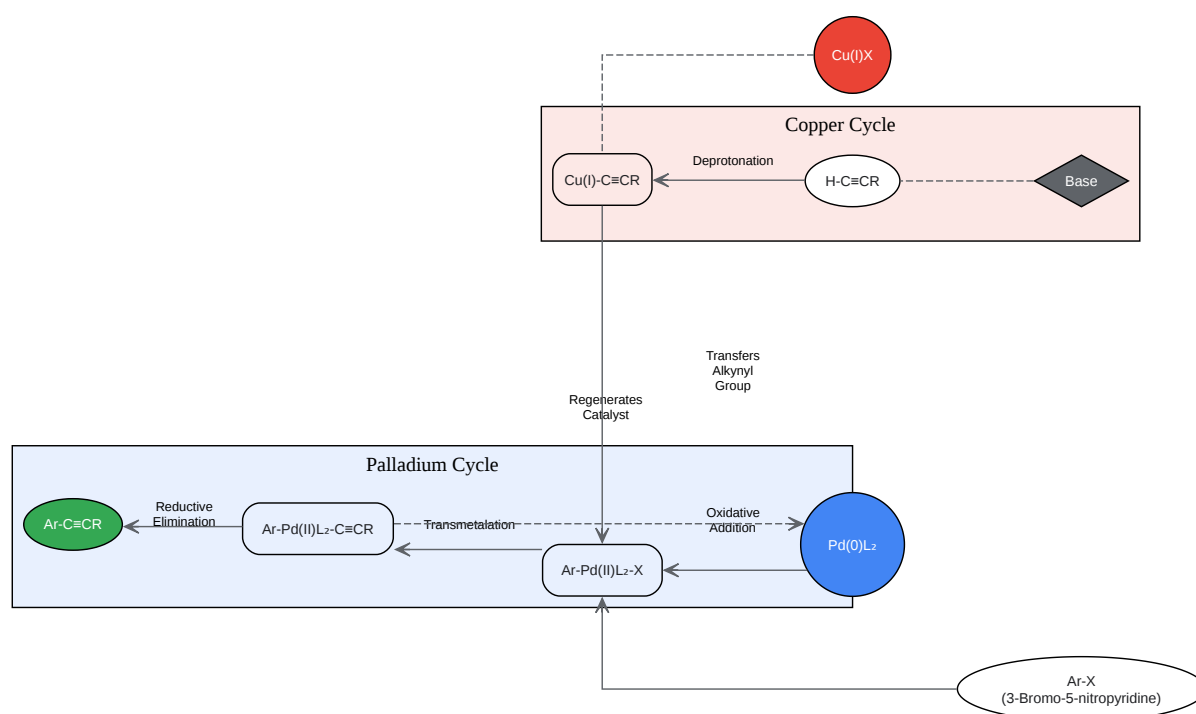 Cu(I)X
Copper Cycle
Deprotonation
Cu(I)-C≡CR
H-C≡CR
Base
Transfers
Alkynyl
Group
Regenerates
Catalyst
Palladium Cycle
Reductive
Elimination
Oxidative
Addition
Ar-C≡CR
Ar-Pd(II)L₂-C≡CR
Transmetalation
Pd(0)L₂
Ar-Pd(II)L₂-X
Ar-X
(3-Bromo-5-nitropyridine)